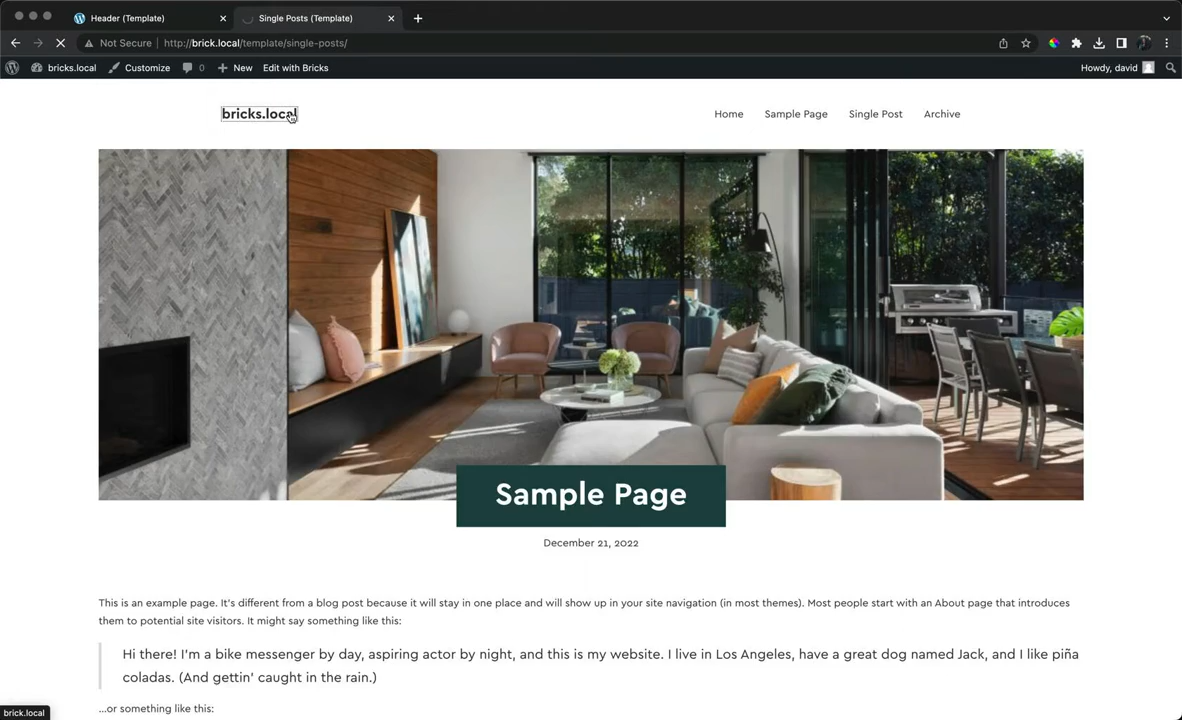 Header (Template)
Single Posts (Template)
Not Secure
http://brick.local/template/single-posts/
bricks.local
Customize
0
New
Edit with Bricks
Howdy, david
bricks.local
Home
Sample Page
Single Post
Archive
Sample Page
December 21, 2022
This is an example page. It's different from a blog post because it will stay in one place and will show up in your site navigation (in most themes). Most people start with an About page that introduces
them to potential site visitors. It might say something like this:
Hi there! I'm a bike messenger by day, aspiring actor by night, and this is my website. I live in Los Angeles, have a great dog named Jack, and I like piña
coladas. (And gettin' caught in the rain.)
...or something like this:
brick.local